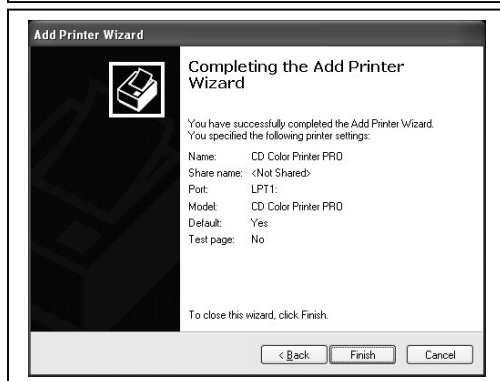 Add Printer Wizard
Completing the Add Printer
Wizard
You have successfully completed the Add Printer Wizard.
You specified the following printer settings:
Name: CD Color Printer PRO
Share name: <Not Shared>
Port: LPT1:
Model: CD Color Printer PRO
Default: Yes
Test page: No
To close this wizard, click Finish.
< Back Finish Cancel